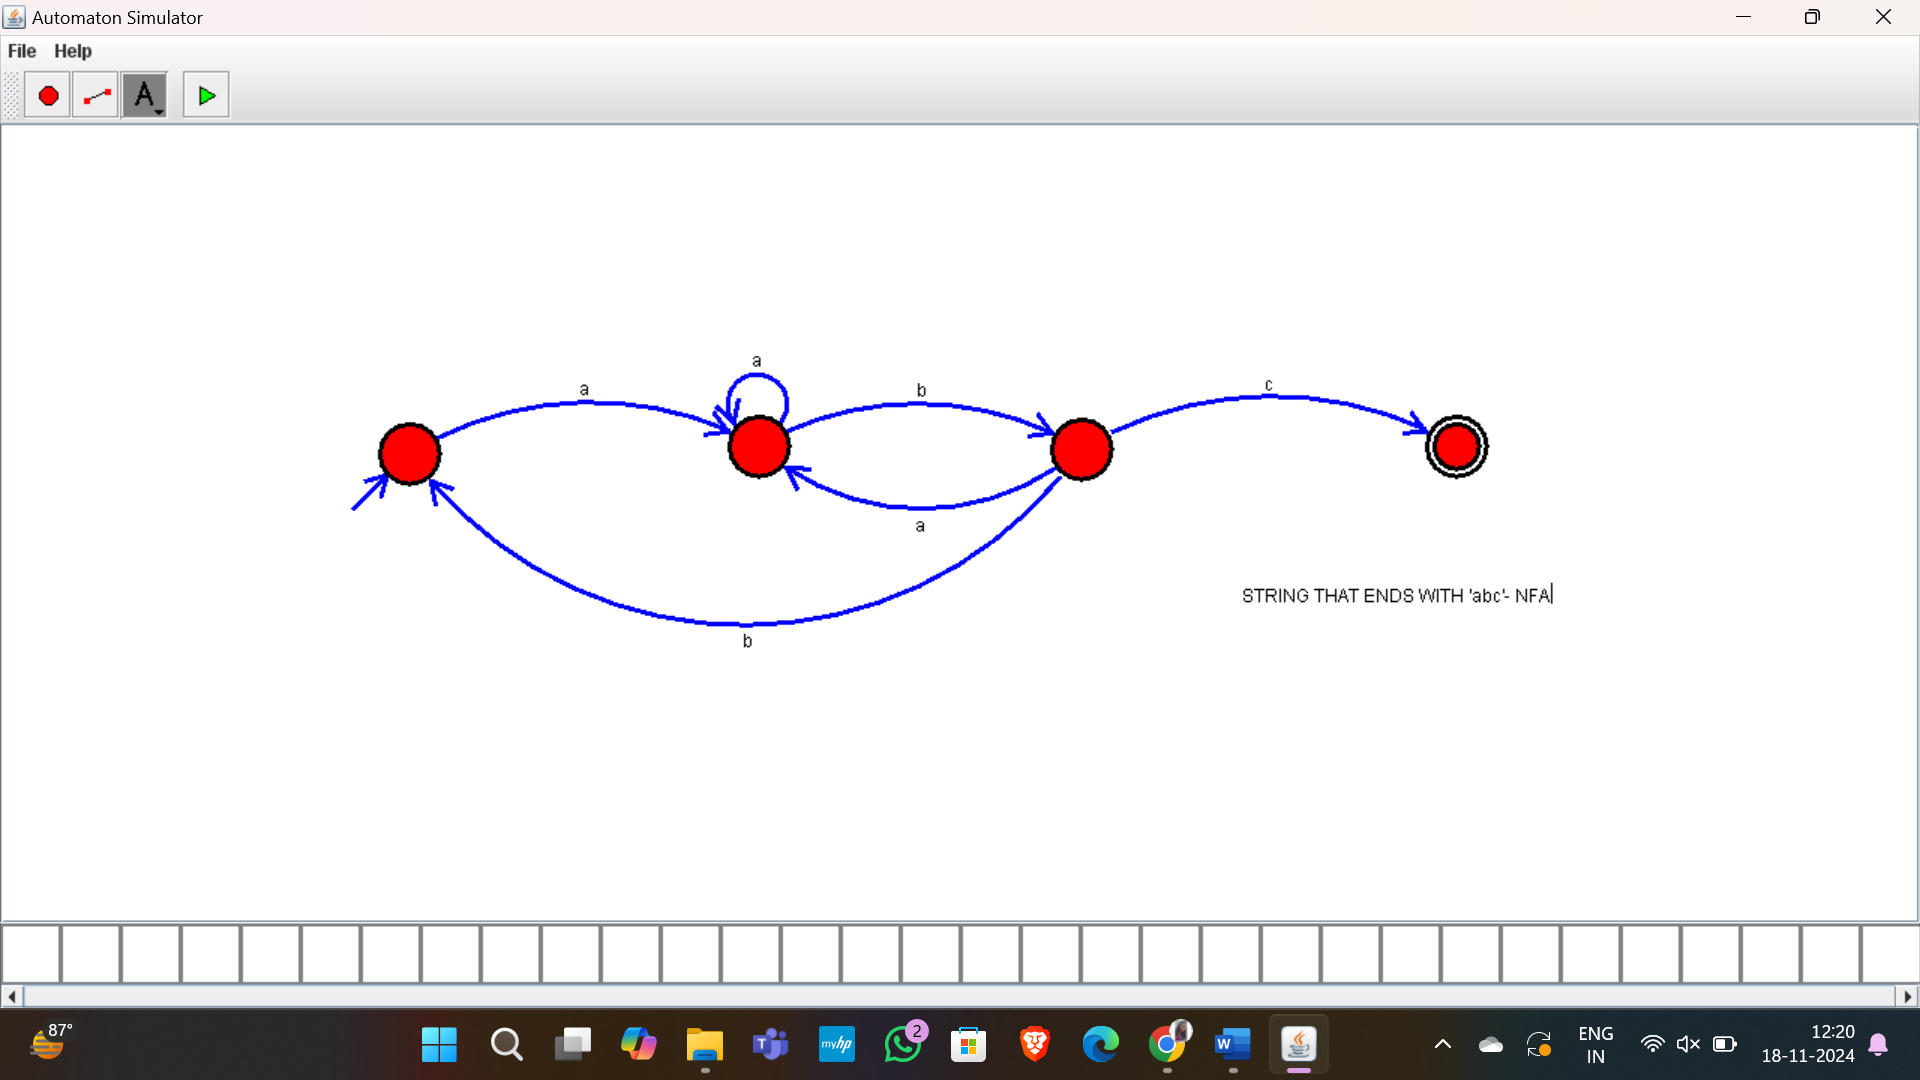 Automaton Simulator
File Help
A
a
a
b
c
a
b
STRING THAT ENDS WITH 'abc'- NFA
87°
myhp
2
W
ENG
IN
12:20
18-11-2024